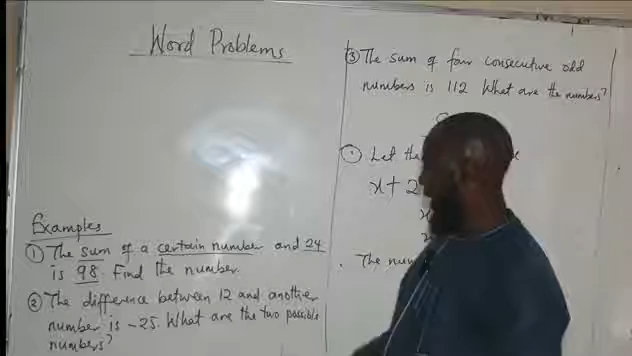 Word Problems
Examples
① The sum of a certain number and 24
is 98. Find the number.
② The difference between 12 and another
number is -25. What are the two possible
numbers?
③ The sum of four consecutive odd
numbers is 112 What are the numbers?
① Let the
x+2
The num